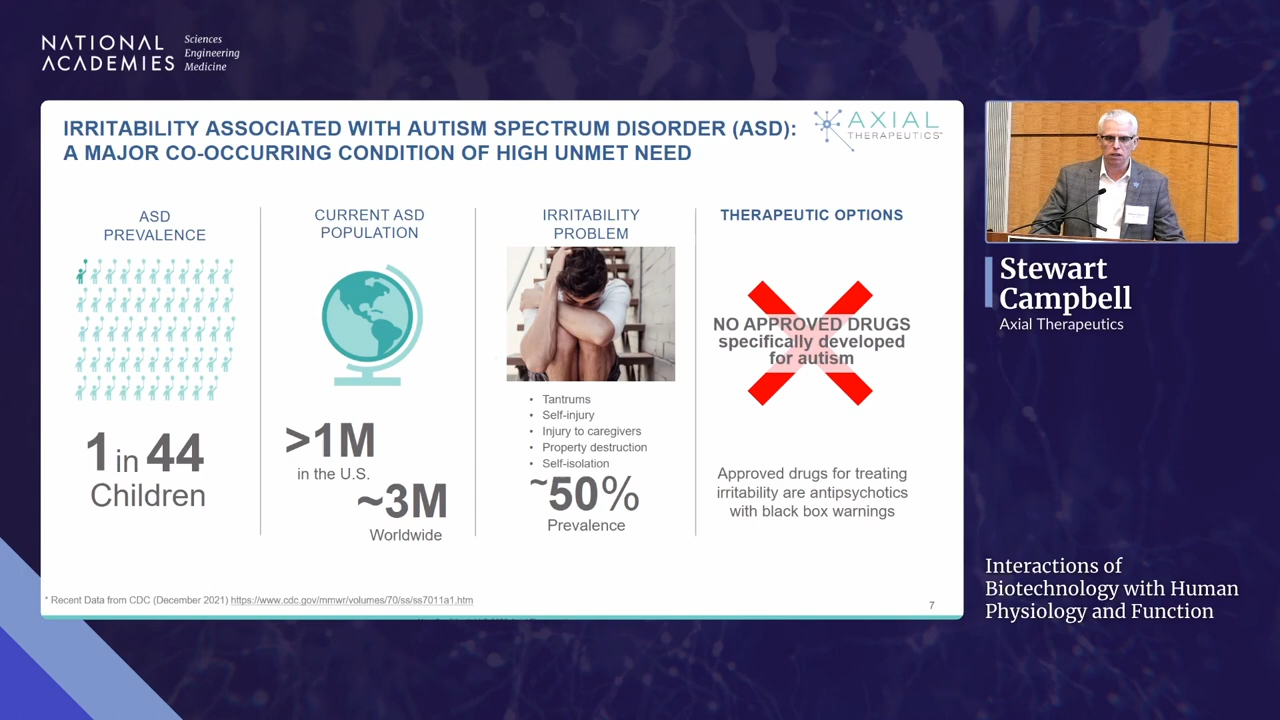 NATIONAL
ACADEMIES
Sciences
Engineering
Medicine
IRRITABILITY ASSOCIATED WITH AUTISM SPECTRUM DISORDER (ASD):
A MAJOR CO-OCCURRING CONDITION OF HIGH UNMET NEED
AXIAL
THERAPEUTICS
ASD
PREVALENCE
1 in 44
Children
CURRENT ASD
POPULATION
>1M
in the U.S.
~3M
Worldwide
IRRITABILITY
PROBLEM
• Tantrums
• Self-injury
• Injury to caregivers
• Property destruction
• Self-isolation
~50%
Prevalence
THERAPEUTIC OPTIONS
NO APPROVED DRUGS
specifically developed
for autism
Approved drugs for treating
irritability are antipsychotics
with black box warnings
* Recent Data from CDC (December 2021) https://www.cdc.gov/mmwr/volumes/70/ss/ss7011a1.htm
7
Stewart
Campbell
Axial Therapeutics
Interactions of
Biotechnology with Human
Physiology and Function